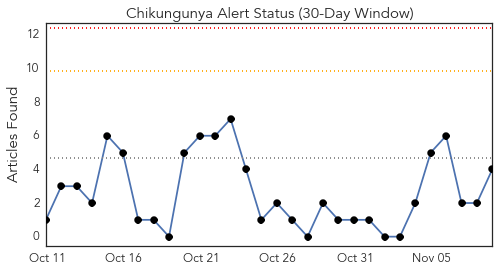 Chikungunya Alert Status (30-Day Window)
Articles Found
12
10
8
6
4
2
0
Oct 11 Oct 16 Oct 21 Oct 26 Oct 31 Nov 05